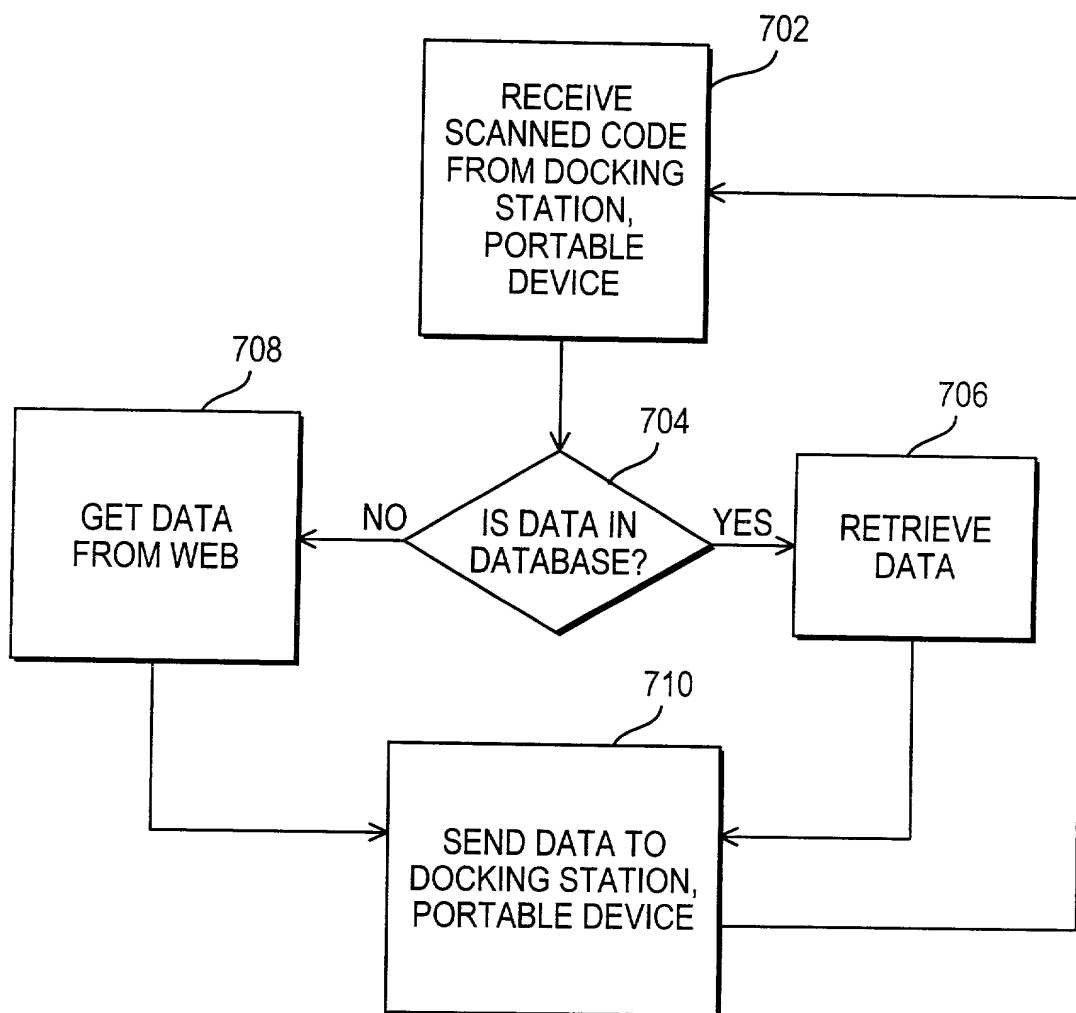 702
RECEIVE
SCANNED CODE
FROM DOCKING
STATION,
PORTABLE
DEVICE
708
GET DATA
FROM WEB
704
NO
IS DATA IN
DATABASE?
YES
706
RETRIEVE
DATA
710
SEND DATA TO
DOCKING STATION,
PORTABLE DEVICE